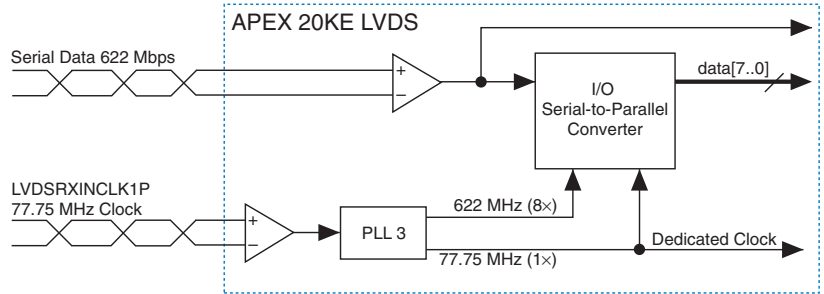 APEX 20KE LVDS
Serial Data 622 Mbps
+
–
data[7..0]
I/O
Serial-to-Parallel
Converter
LVDSRXINCLK1P
77.75 MHz Clock
+
–
PLL 3
622 MHz (8×)
77.75 MHz (1×)
Dedicated Clock